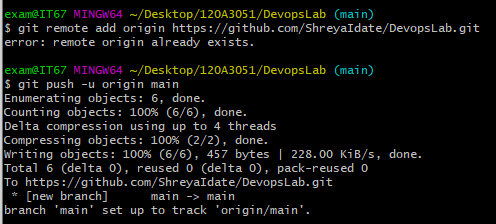 exam@IT67 MINGW64 ~/Desktop/120A3051/DevopsLab (main)
$ git remote add origin https://github.com/ShreyaIdate/DevopsLab.git
error: remote origin already exists.
exam@IT67 MINGW64 ~/Desktop/120A3051/DevopsLab (main)
$ git push -u origin main
Enumerating objects: 6, done.
Counting objects: 100% (6/6), done.
Delta compression using up to 4 threads
Compressing objects: 100% (2/2), done.
Writing objects: 100% (6/6), 457 bytes | 228.00 KiB/s, done.
Total 6 (delta 0), reused 0 (delta 0), pack-reused 0
To https://github.com/ShreyaIdate/DevopsLab.git
 * [new branch]      main -> main
branch 'main' set up to track 'origin/main'.